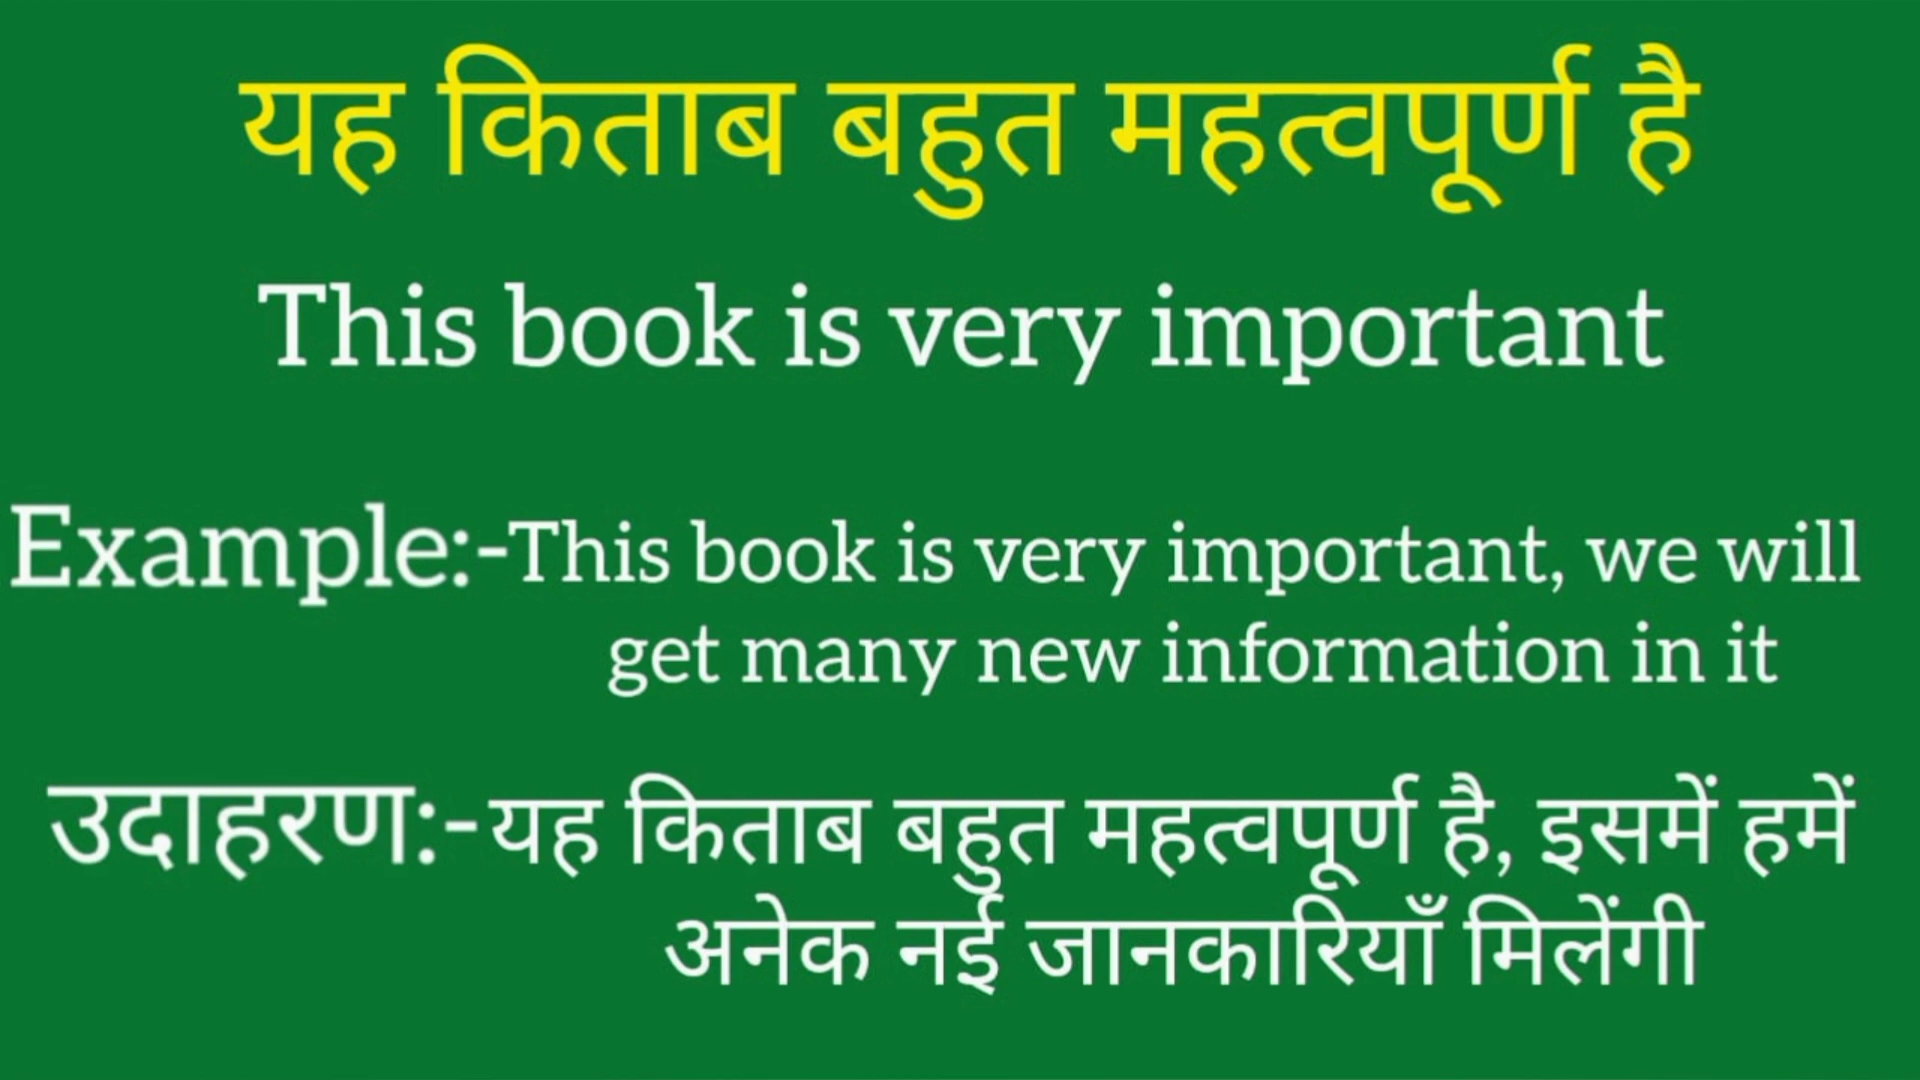 यह किताब बहुत महत्वपूर्ण है
This book is very important
Example:-This book is very important, we will
get many new information in it
उदाहरण:-यह किताब बहुत महत्वपूर्ण है, इसमें हमें
अनेक नई जानकारियाँ मिलेंगी